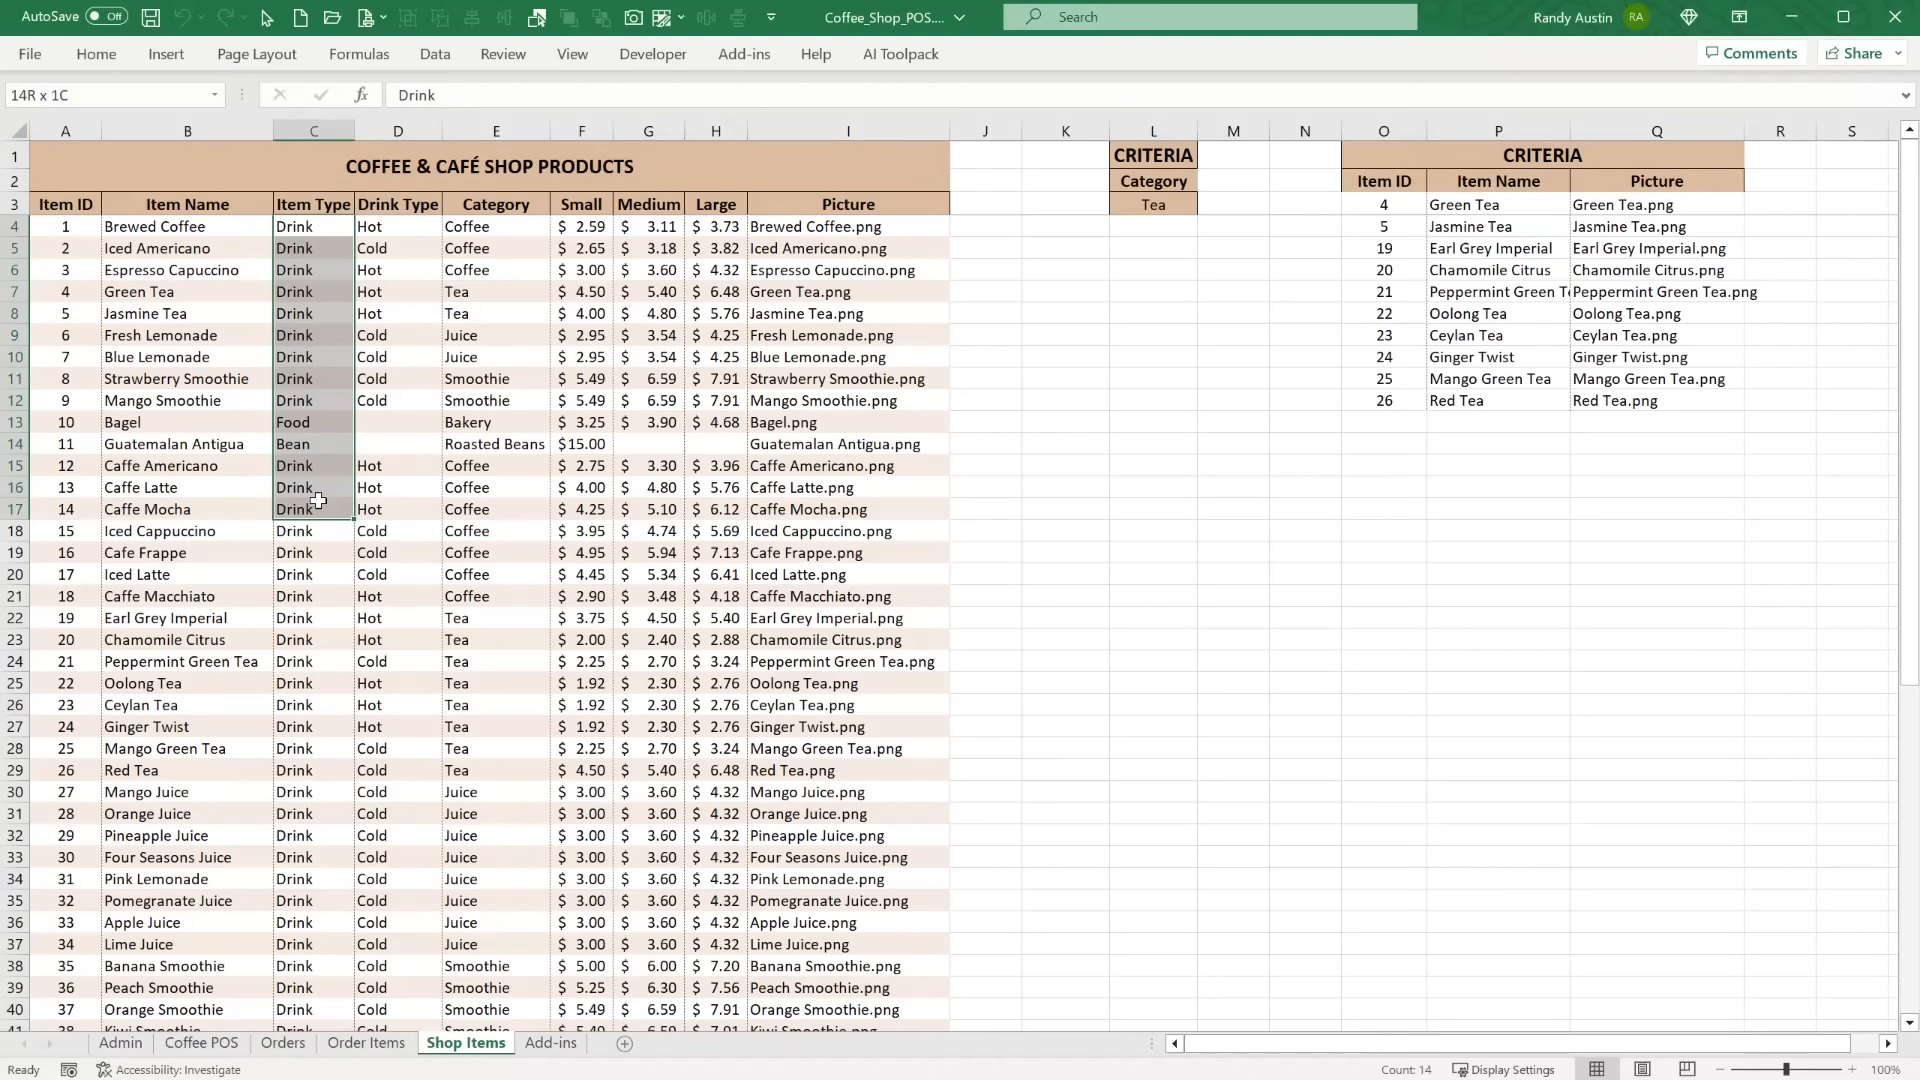 AutoSave Off Coffee_Shop_POS.... Search Randy Austin RA
File Home Insert Page Layout Formulas Data Review View Developer Add-ins Help AI Toolpack Comments Share
14R x 1C fx Drink
A B C D E F G H I J K L M N O P Q R S
1 COFFEE & CAFÉ SHOP PRODUCTS CRITERIA CRITERIA
2 Category Item ID Item Name Picture
3 Item ID Item Name Item Type Drink Type Category Small Medium Large Picture Tea 4 Green Tea Green Tea.png
4 1 Brewed Coffee Drink Hot Coffee $ 2.59 $ 3.11 $ 3.73 Brewed Coffee.png 5 Jasmine Tea Jasmine Tea.png
5 2 Iced Americano Drink Cold Coffee $ 2.65 $ 3.18 $ 3.82 Iced Americano.png 19 Earl Grey Imperial Earl Grey Imperial.png
6 3 Espresso Capuccino Drink Hot Coffee $ 3.00 $ 3.60 $ 4.32 Espresso Capuccino.png 20 Chamomile Citrus Chamomile Citrus.png
7 4 Green Tea Drink Hot Tea $ 4.50 $ 5.40 $ 6.48 Green Tea.png 21 Peppermint Green Te Peppermint Green Tea.png
8 5 Jasmine Tea Drink Hot Tea $ 4.00 $ 4.80 $ 5.76 Jasmine Tea.png 22 Oolong Tea Oolong Tea.png
9 6 Fresh Lemonade Drink Cold Juice $ 2.95 $ 3.54 $ 4.25 Fresh Lemonade.png 23 Ceylan Tea Ceylan Tea.png
10 7 Blue Lemonade Drink Cold Juice $ 2.95 $ 3.54 $ 4.25 Blue Lemonade.png 24 Ginger Twist Ginger Twist.png
11 8 Strawberry Smoothie Drink Cold Smoothie $ 5.49 $ 6.59 $ 7.91 Strawberry Smoothie.png 25 Mango Green Tea Mango Green Tea.png
12 9 Mango Smoothie Drink Cold Smoothie $ 5.49 $ 6.59 $ 7.91 Mango Smoothie.png 26 Red Tea Red Tea.png
13 10 Bagel Food Bakery $ 3.25 $ 3.90 $ 4.68 Bagel.png
14 11 Guatemalan Antigua Bean Roasted Beans $15.00 Guatemalan Antigua.png
15 12 Caffe Americano Drink Hot Coffee $ 2.75 $ 3.30 $ 3.96 Caffe Americano.png
16 13 Caffe Latte Drink Hot Coffee $ 4.00 $ 4.80 $ 5.76 Caffe Latte.png
17 14 Caffe Mocha Drink Hot Coffee $ 4.25 $ 5.10 $ 6.12 Caffe Mocha.png
18 15 Iced Cappuccino Drink Cold Coffee $ 3.95 $ 4.74 $ 5.69 Iced Cappuccino.png
19 16 Cafe Frappe Drink Cold Coffee $ 4.95 $ 5.94 $ 7.13 Cafe Frappe.png
20 17 Iced Latte Drink Cold Coffee $ 4.45 $ 5.34 $ 6.41 Iced Latte.png
21 18 Caffe Macchiato Drink Hot Coffee $ 2.90 $ 3.48 $ 4.18 Caffe Macchiato.png
22 19 Earl Grey Imperial Drink Hot Tea $ 3.75 $ 4.50 $ 5.40 Earl Grey Imperial.png
23 20 Chamomile Citrus Drink Hot Tea $ 2.00 $ 2.40 $ 2.88 Chamomile Citrus.png
24 21 Peppermint Green Tea Drink Cold Tea $ 2.25 $ 2.70 $ 3.24 Peppermint Green Tea.png
25 22 Oolong Tea Drink Hot Tea $ 1.92 $ 2.30 $ 2.76 Oolong Tea.png
26 23 Ceylan Tea Drink Hot Tea $ 1.92 $ 2.30 $ 2.76 Ceylan Tea.png
27 24 Ginger Twist Drink Hot Tea $ 1.92 $ 2.30 $ 2.76 Ginger Twist.png
28 25 Mango Green Tea Drink Cold Tea $ 2.25 $ 2.70 $ 3.24 Mango Green Tea.png
29 26 Red Tea Drink Cold Tea $ 4.50 $ 5.40 $ 6.48 Red Tea.png
30 27 Mango Juice Drink Cold Juice $ 3.00 $ 3.60 $ 4.32 Mango Juice.png
31 28 Orange Juice Drink Cold Juice $ 3.00 $ 3.60 $ 4.32 Orange Juice.png
32 29 Pineapple Juice Drink Cold Juice $ 3.00 $ 3.60 $ 4.32 Pineapple Juice.png
33 30 Four Seasons Juice Drink Cold Juice $ 3.00 $ 3.60 $ 4.32 Four Seasons Juice.png
34 31 Pink Lemonade Drink Cold Juice $ 3.00 $ 3.60 $ 4.32 Pink Lemonade.png
35 32 Pomegranate Juice Drink Cold Juice $ 3.00 $ 3.60 $ 4.32 Pomegranate Juice.png
36 33 Apple Juice Drink Cold Juice $ 3.00 $ 3.60 $ 4.32 Apple Juice.png
37 34 Lime Juice Drink Cold Juice $ 3.00 $ 3.60 $ 4.32 Lime Juice.png
38 35 Banana Smoothie Drink Cold Smoothie $ 5.00 $ 6.00 $ 7.20 Banana Smoothie.png
39 36 Peach Smoothie Drink Cold Smoothie $ 5.25 $ 6.30 $ 7.56 Peach Smoothie.png
40 37 Orange Smoothie Drink Cold Smoothie $ 5.49 $ 6.59 $ 7.91 Orange Smoothie.png
41 38 Kiwi Smoothie Drink Cold Smoothie $ 5.49 $ 6.59 $ 7.91 Kiwi Smoothie.png
Admin Coffee POS Orders Order Items Shop Items Add-ins
Ready Accessibility: Investigate Count: 14 Display Settings 100%